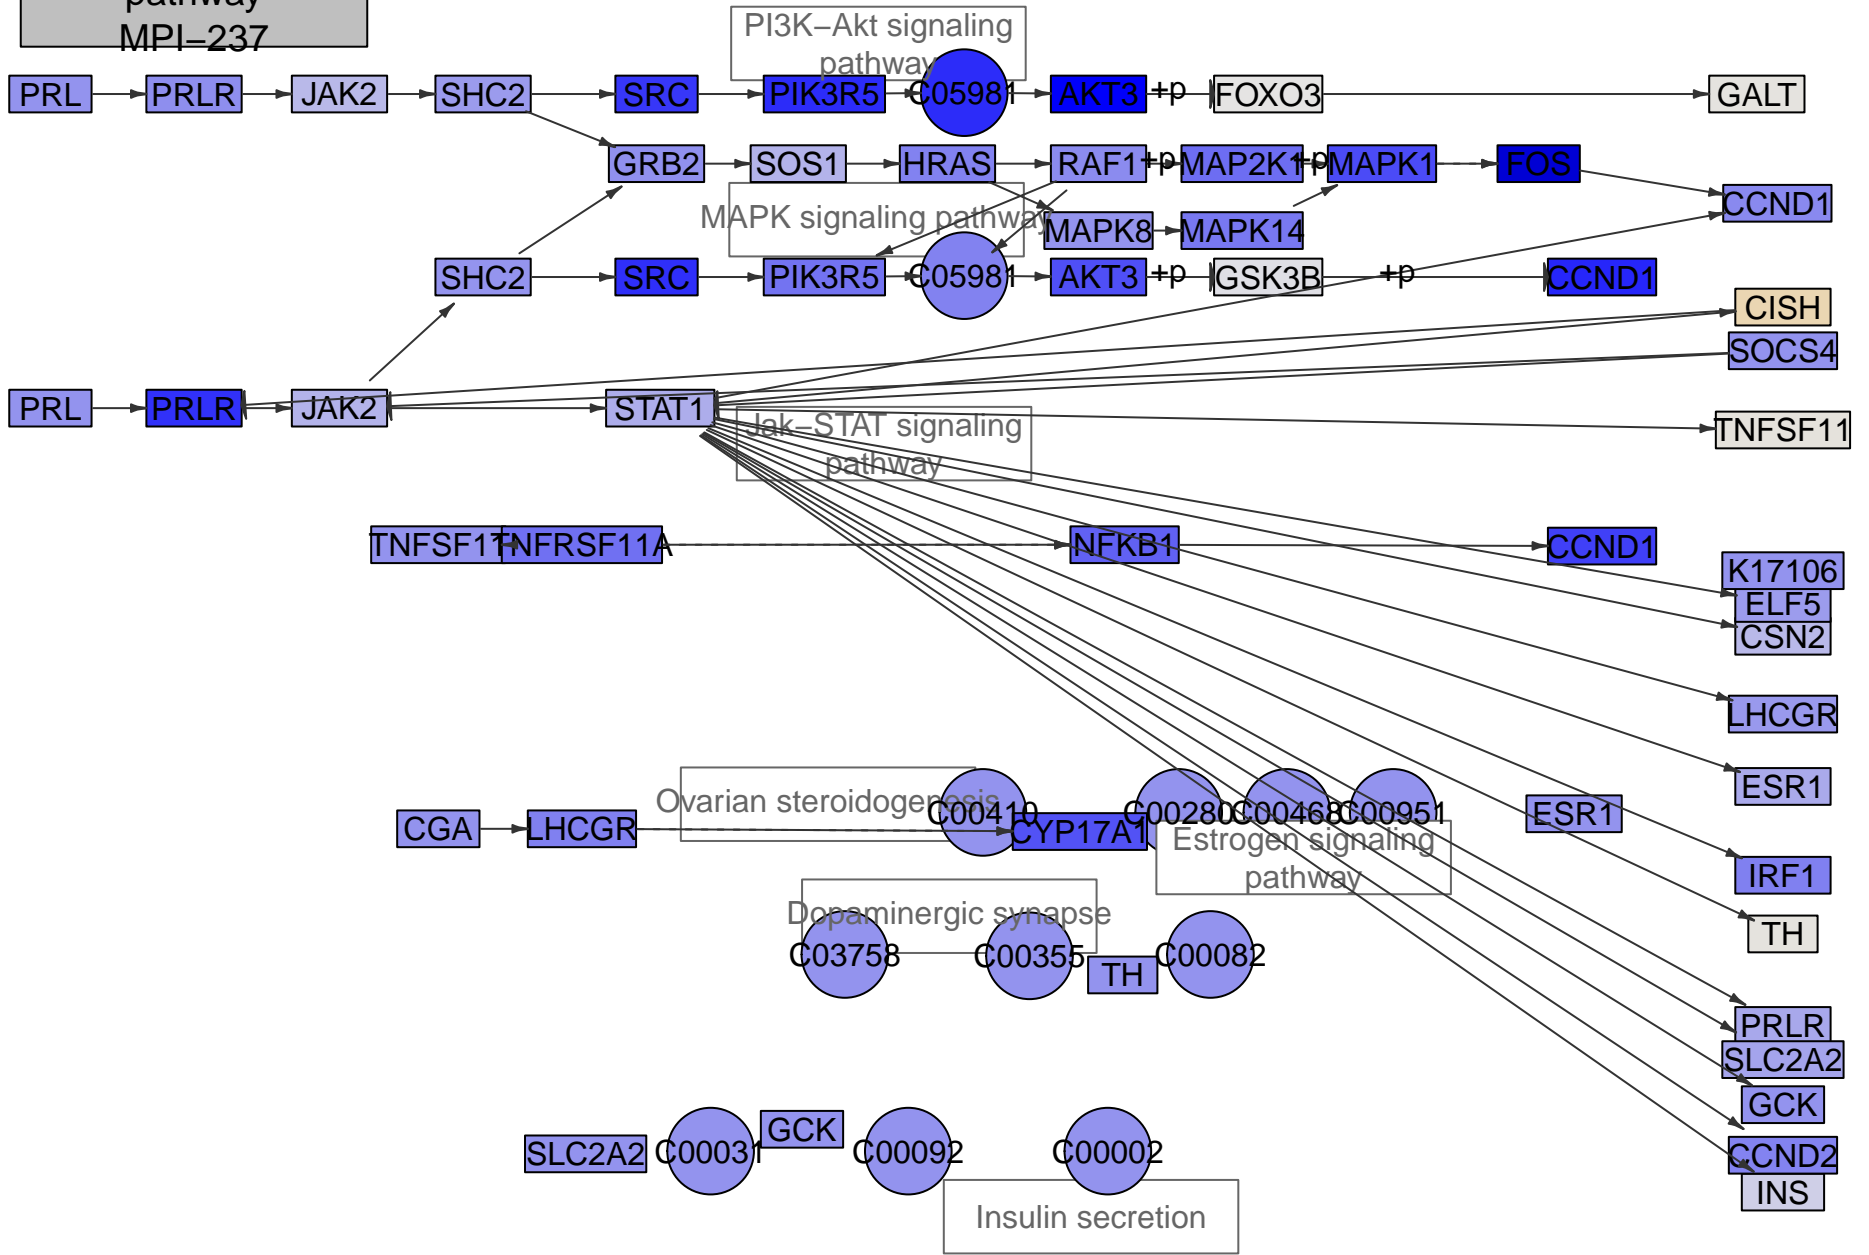 pathway
MPI−237
PI3K−Akt signaling
pathway
PRL
PRLR
JAK2
SHC2
SRC
PIK3R5
C05981
AKT3
+p
FOXO3
GALT
GRB2
SOS1
HRAS
RAF1
+p
MAP2K1
+p
MAPK1
FOS
CCND1
MAPK signaling pathway
MAPK8
MAPK14
SHC2
SRC
PIK3R5
C05981
AKT3
+p
GSK3B
+p
CCND1
CISH
SOCS4
PRL
PRLR
JAK2
STAT1
Jak−STAT signaling
pathway
TNFSF11
TNFSF11
TNFRSF11A
NFKB1
CCND1
K17106
ELF5
CSN2
LHCGR
ESR1
Ovarian steroidogenesis
C00410
C00280
C00468
C00951
ESR1
CGA
LHCGR
CYP17A1
Estrogen signaling
pathway
IRF1
Dopaminergic synapse
TH
C03758
C00355
TH
C00082
PRLR
SLC2A2
GCK
SLC2A2
C00031
GCK
C00092
C00002
CCND2
INS
Insulin secretion